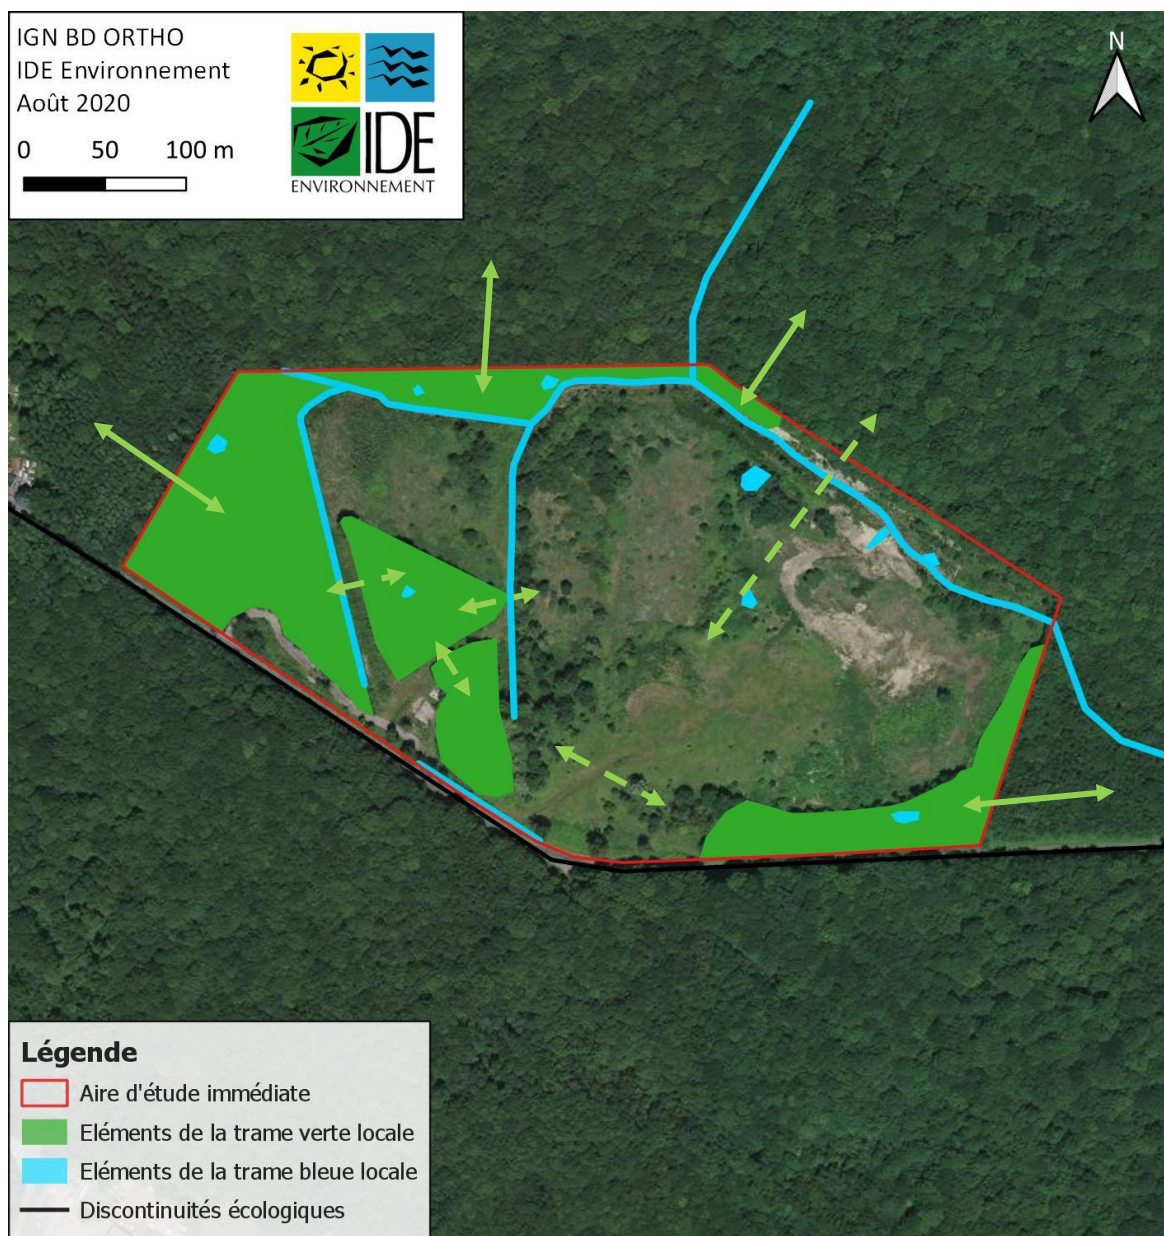 IGN BD ORTHO
IDE Environnement
Août 2020
0 50 100 m
IDE
ENVIRONNEMENT
N
Légende
Aire d'étude immédiate
Eléments de la trame verte locale
Eléments de la trame bleue locale
Discontinuités écologiques